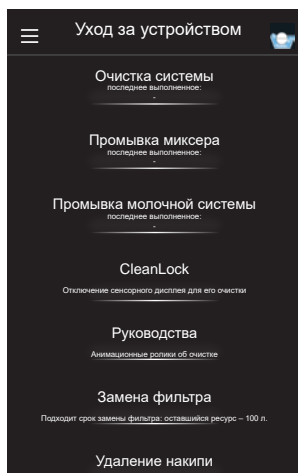 Уход за устройством
Очистка системы
последнее выполненное:
-
Промывка миксера
последнее выполненное:
-
Промывка молочной системы
последнее выполненное:
-
CleanLock
Отключение сенсорного дисплея для его очистки
Руководства
Анимационные ролики об очистке
Замена фильтра
Подходит срок замены фильтра: оставшийся ресурс – 100 л.
Удаление накипи